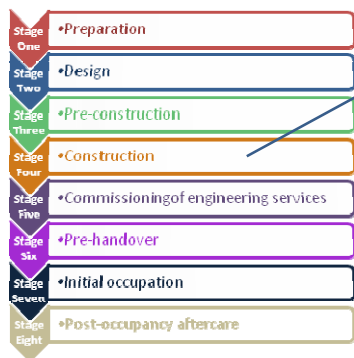 Stage One
•Preparation
Stage Two
•Design
Stage Three
•Pre-construction
Stage Four
•Construction
Stage Five
•Commissioningof engineering services
Stage Six
•Pre-handover
Stage Seven
•Initial occupation
Stage Eight
•Post-occupancy aftercare